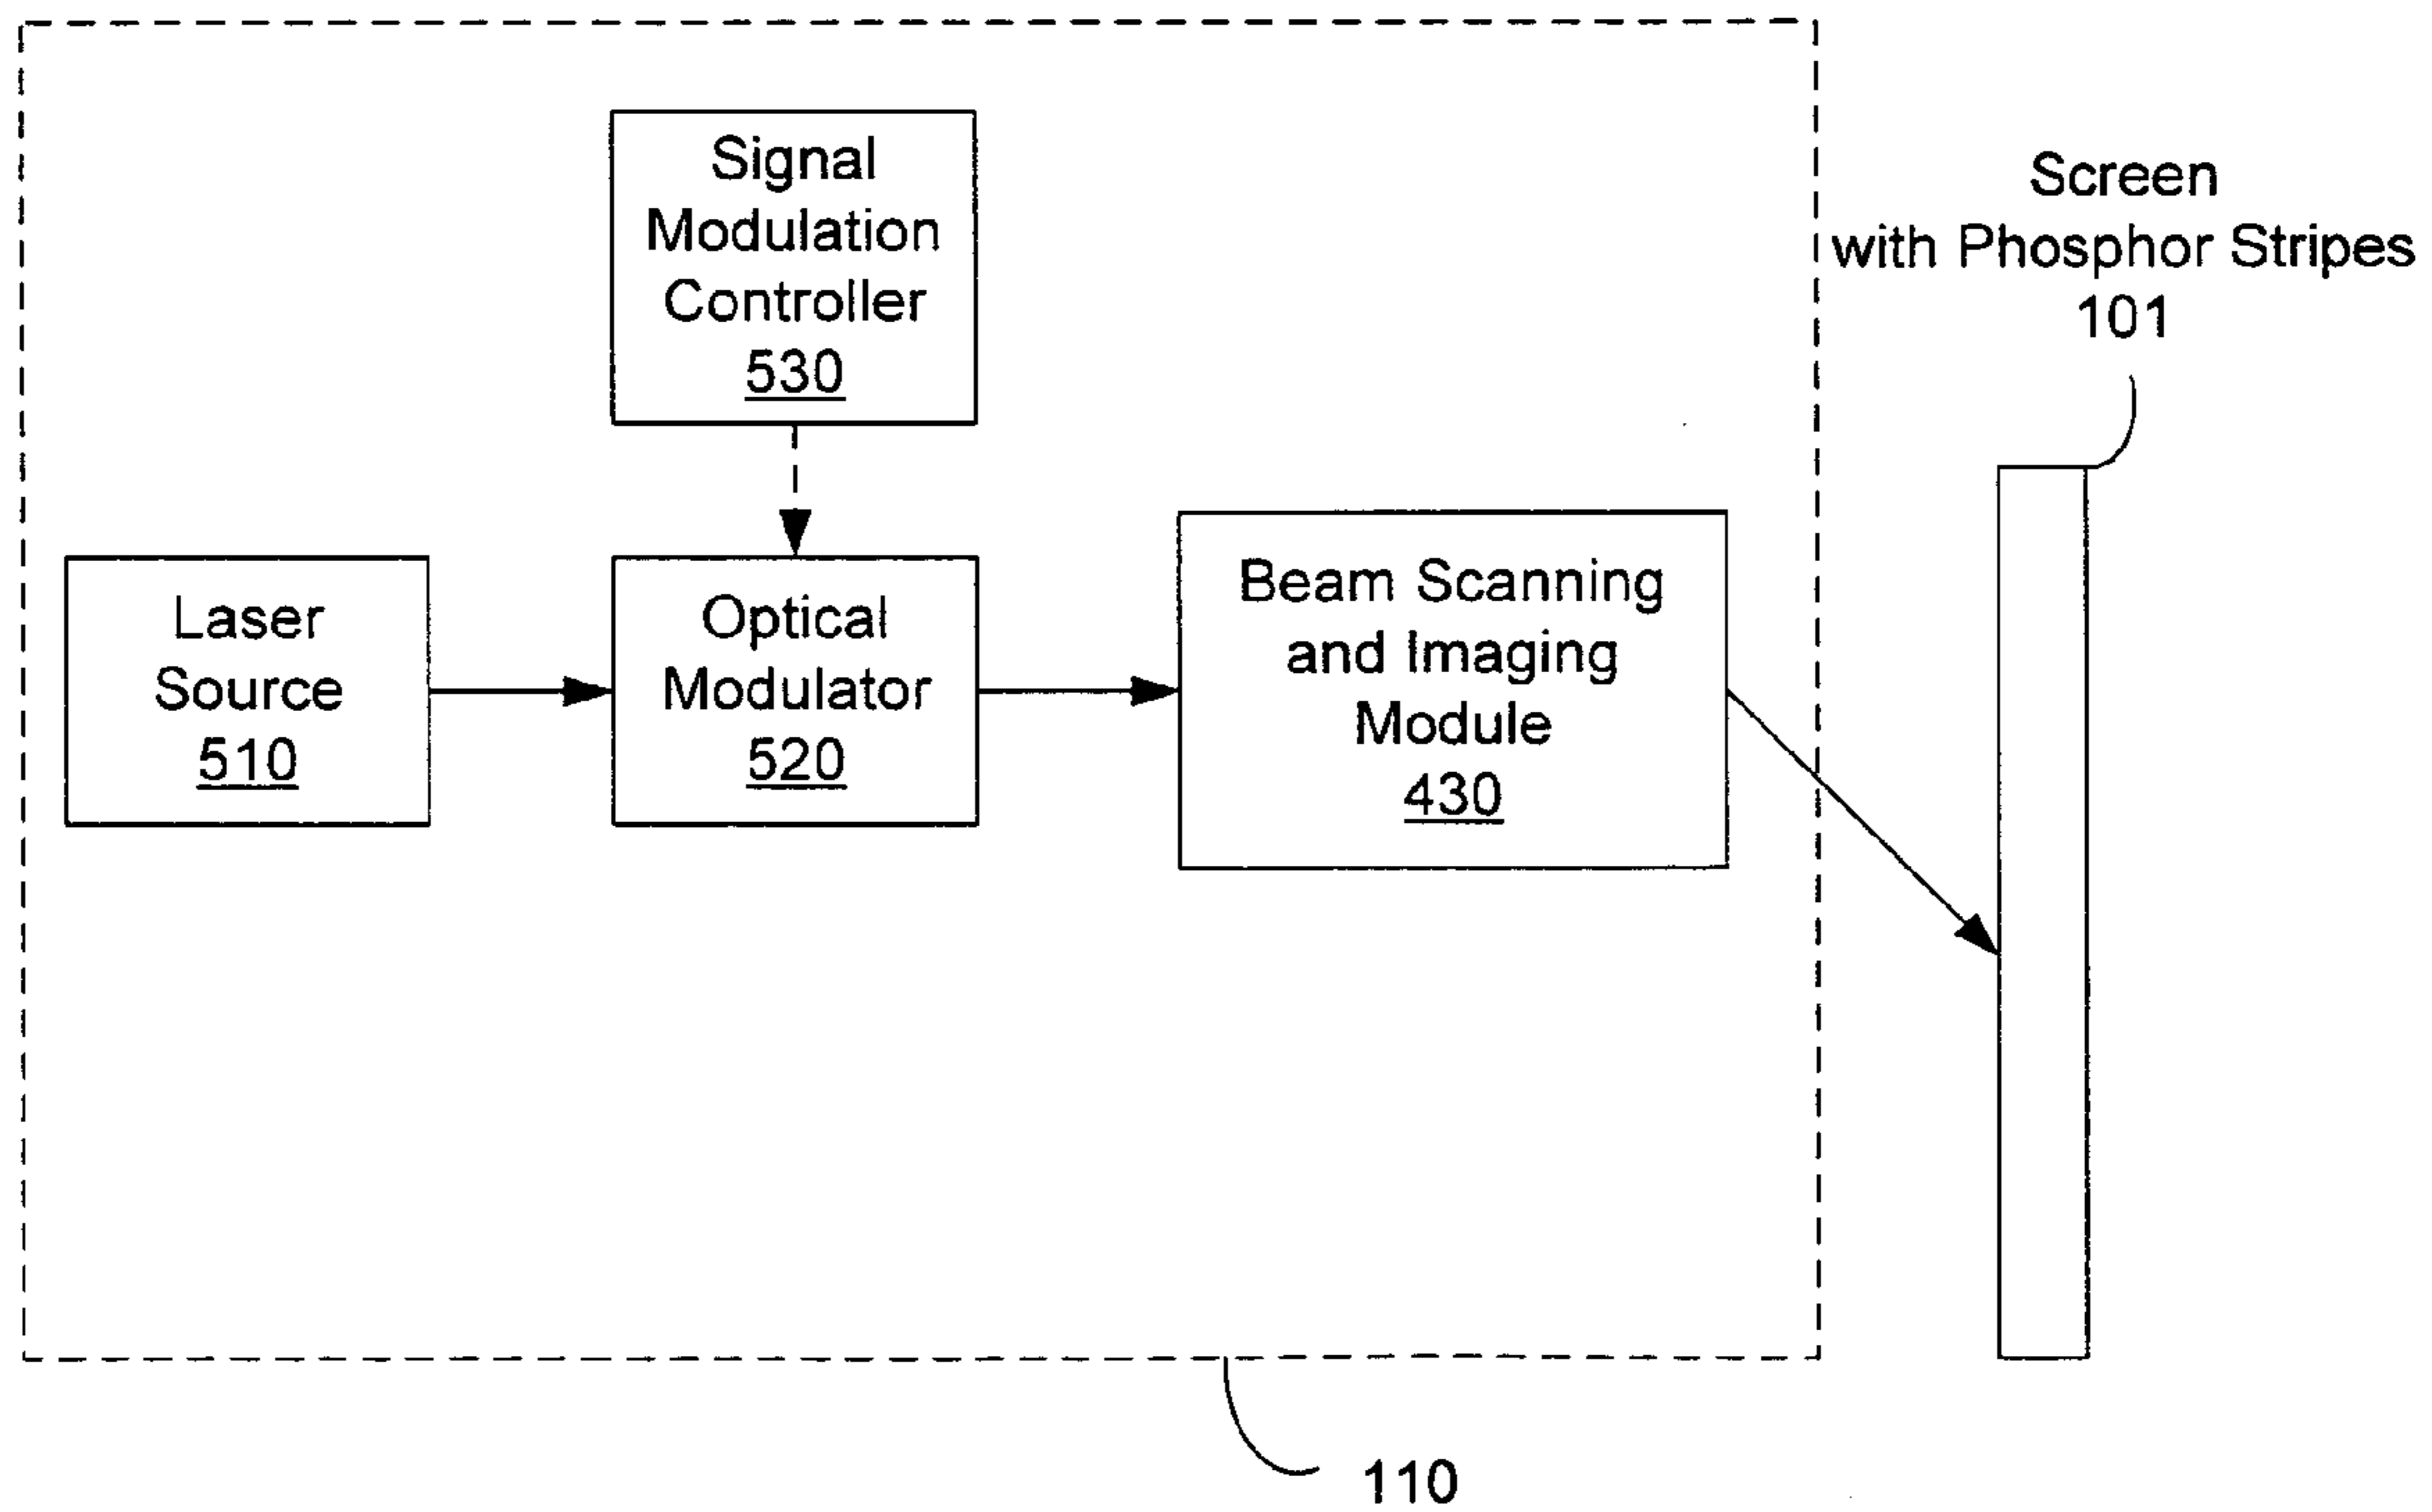 Signal
Modulation
Controller
530
Screen
with Phosphor Stripes
101
Laser
Source
510
Optical
Modulator
520
Beam Scanning
and Imaging
Module
430
110